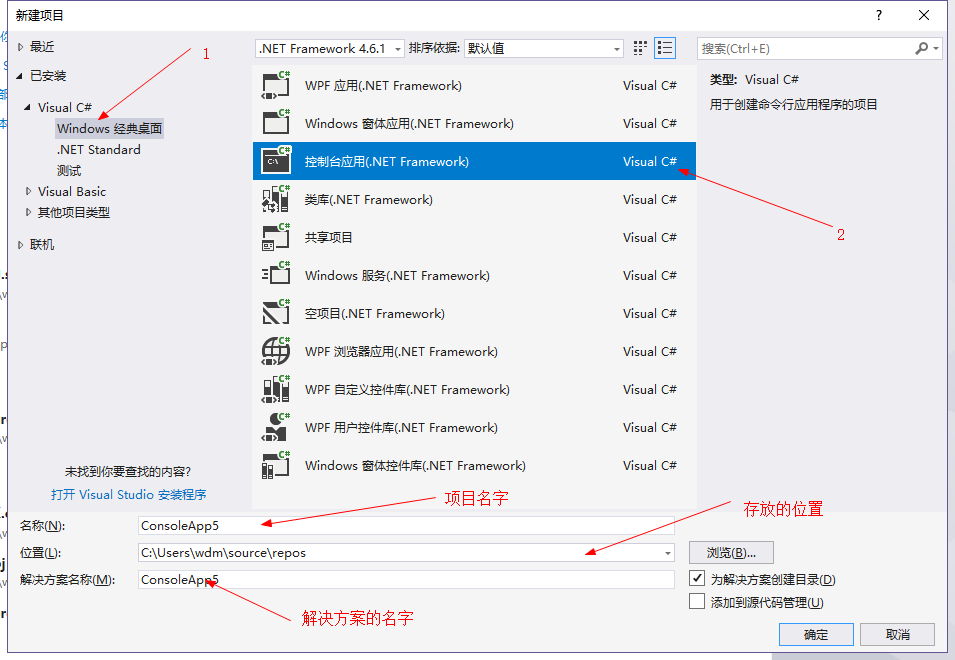 新建项目
?
最近
.NET Framework 4.6.1
排序依据:
默认值
搜索(Ctrl+E)
1
已安装
Visual C#
Windows 经典桌面
.NET Standard
测试
Visual Basic
其他项目类型
联机
未找到你要查找的内容?
打开 Visual Studio 安装程序
WPF 应用(.NET Framework) Visual C#
Windows 窗体应用(.NET Framework) Visual C#
控制台应用(.NET Framework) Visual C#
类库(.NET Framework) Visual C#
共享项目 Visual C#
Windows 服务(.NET Framework) Visual C#
空项目(.NET Framework) Visual C#
WPF 浏览器应用(.NET Framework) Visual C#
WPF 自定义控件库(.NET Framework) Visual C#
WPF 用户控件库(.NET Framework) Visual C#
Windows 窗体控件库(.NET Framework) Visual C#
类型: Visual C#
用于创建命令行应用程序的项目
2
项目名字
存放的位置
名称(N):
ConsoleApp5
位置(L):
C:\Users\wdm\source\repos
浏览(B)...
解决方案名称(M):
ConsoleApp5
为解决方案创建目录(D)
添加到源代码管理(U)
解决方案的名字
确定
取消